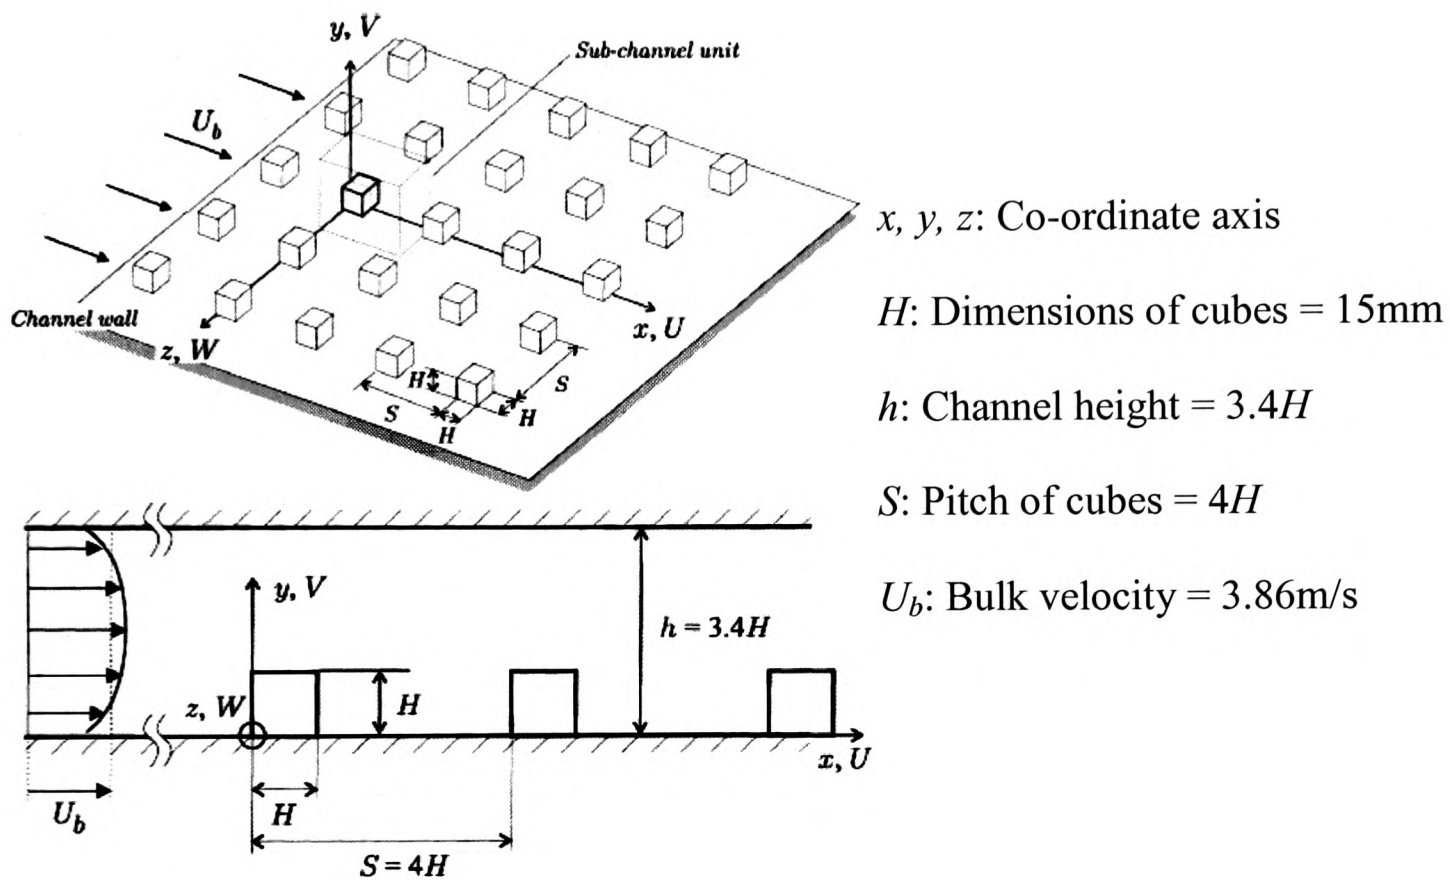 y, V
Sub-channel unit
U_b
Channel wall
z, W
x, U
H
S
H
H
S
x, y, z: Co-ordinate axis
H: Dimensions of cubes = 15mm
h: Channel height = 3.4H
S: Pitch of cubes = 4H
U_b: Bulk velocity = 3.86m/s
y, V
h = 3.4H
z, W
H
x, U
U_b
H
S = 4H